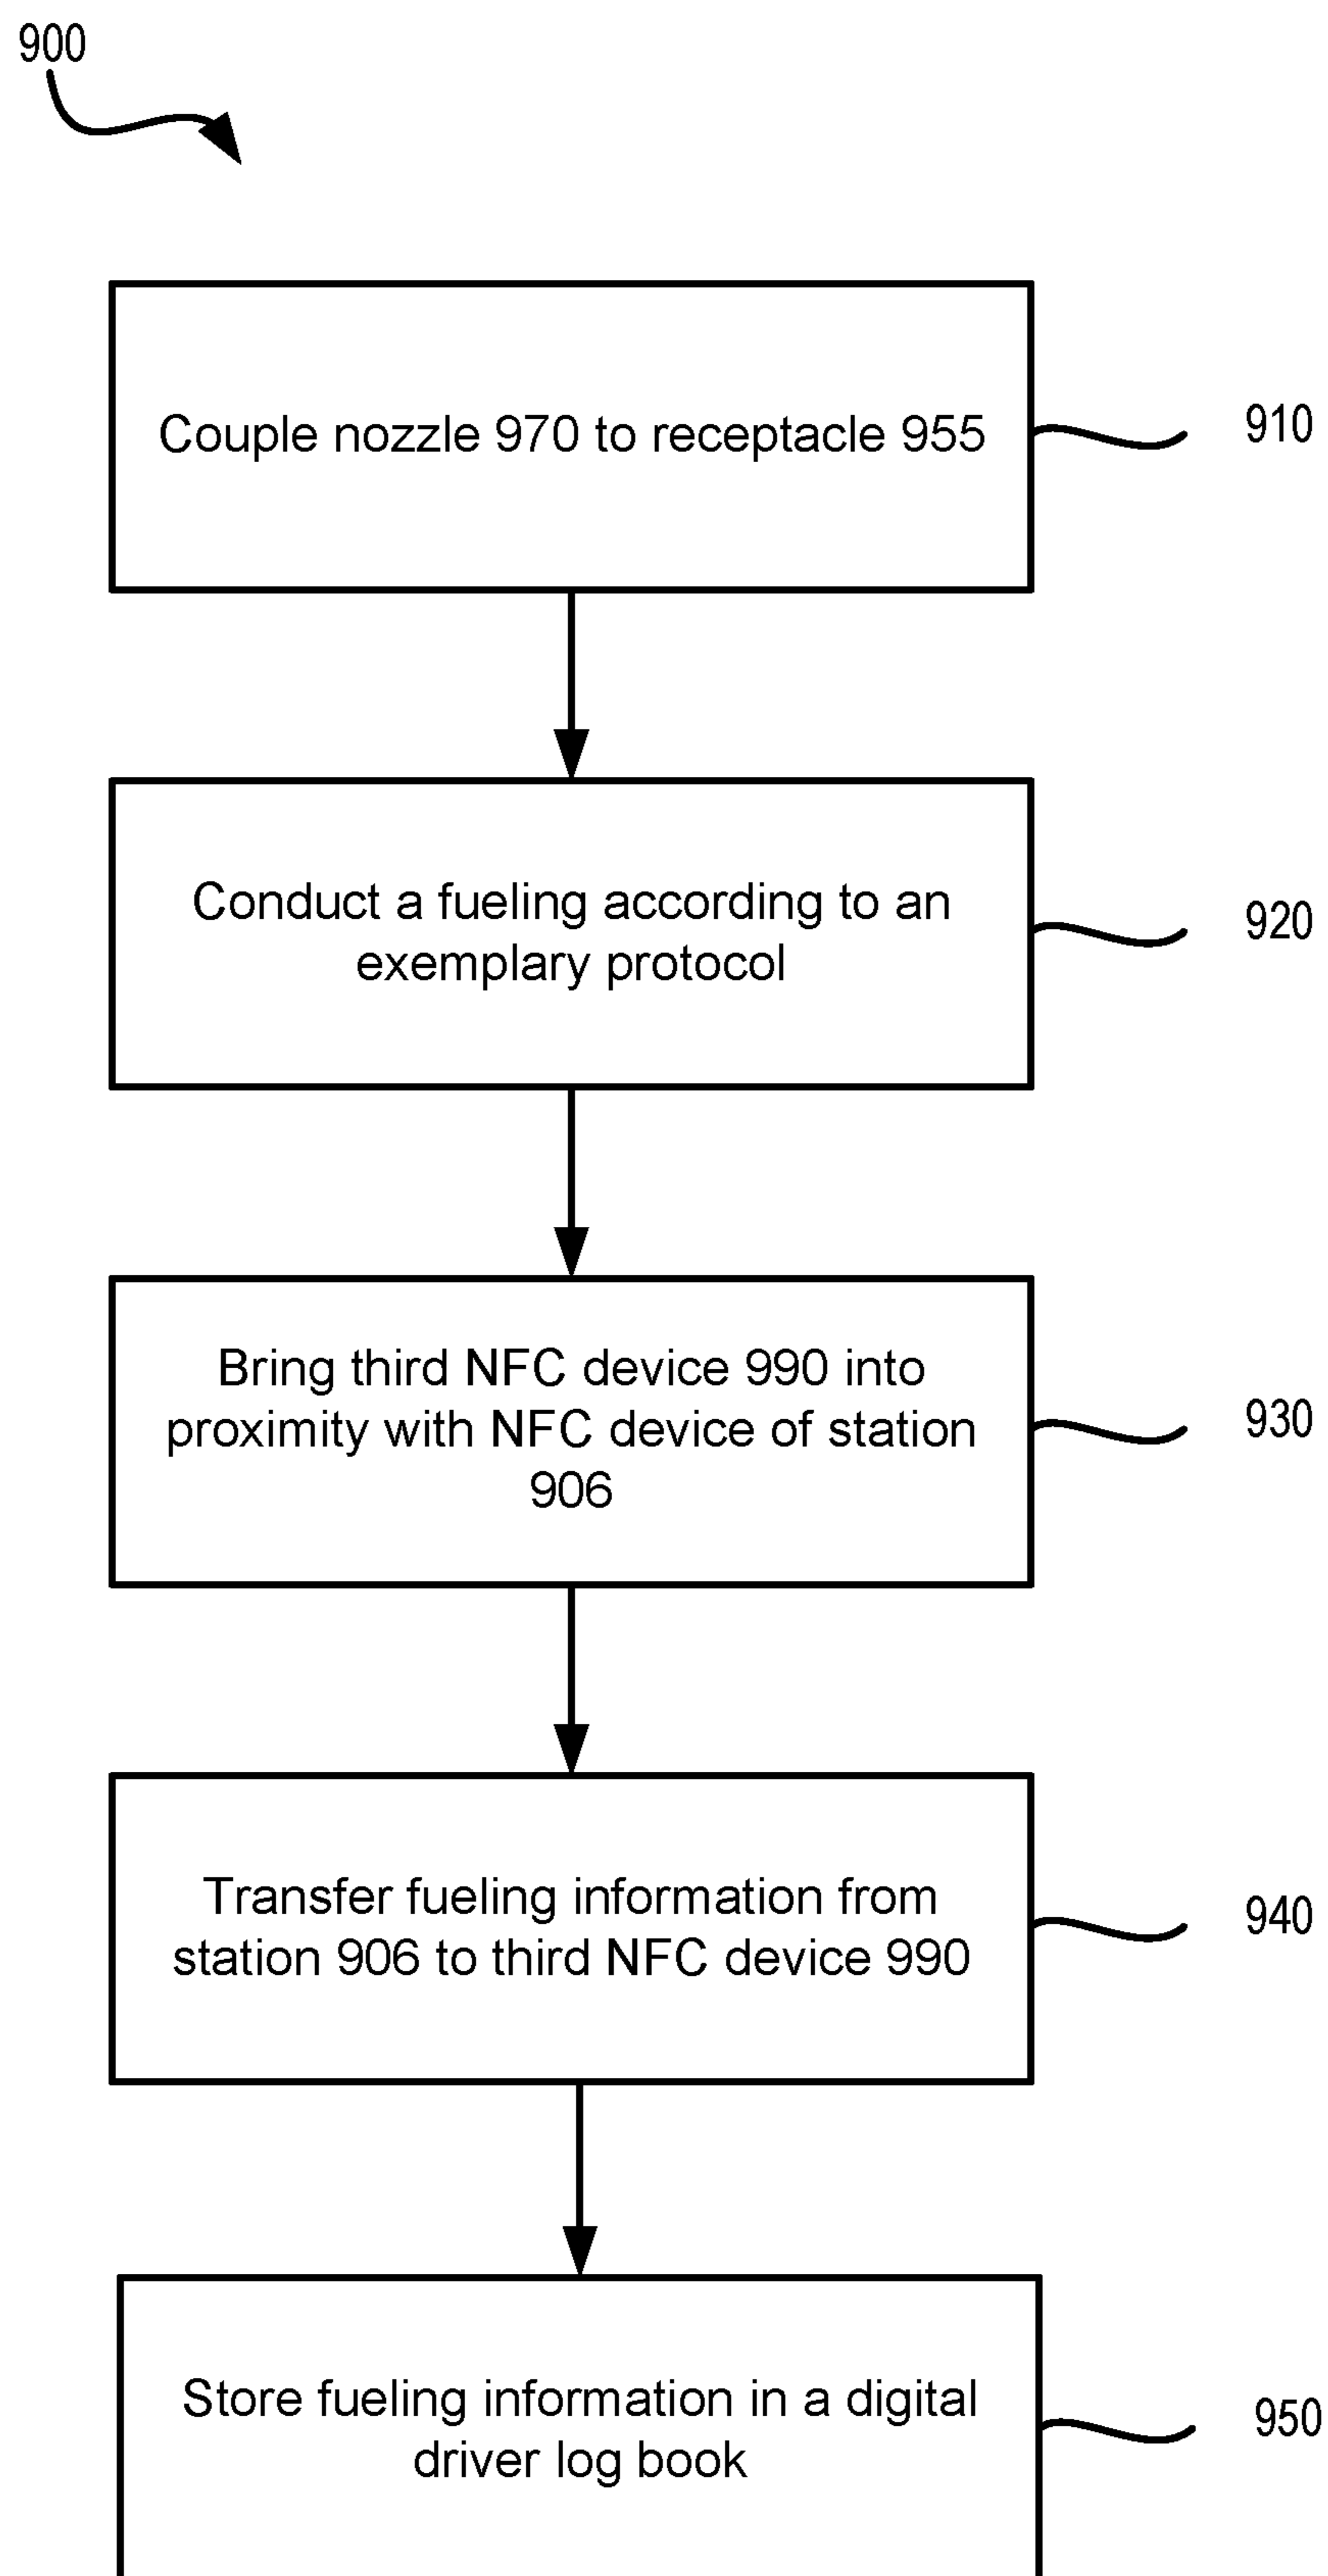 900
Couple nozzle 970 to receptacle 955
910
Conduct a fueling according to an
exemplary protocol
920
Bring third NFC device 990 into
proximity with NFC device of station
906
930
Transfer fueling information from
station 906 to third NFC device 990
940
Store fueling information in a digital
driver log book
950